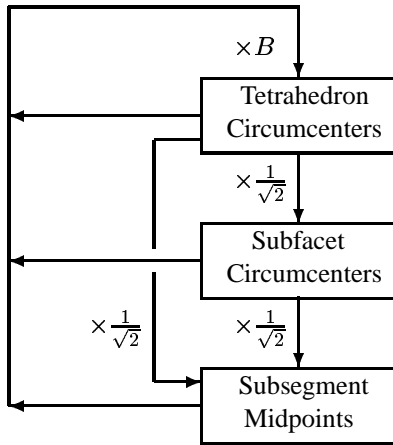 ×B
Tetrahedron
Circumcenters
× 1/√2
Subfacet
Circumcenters
× 1/√2
× 1/√2
Subsegment
Midpoints